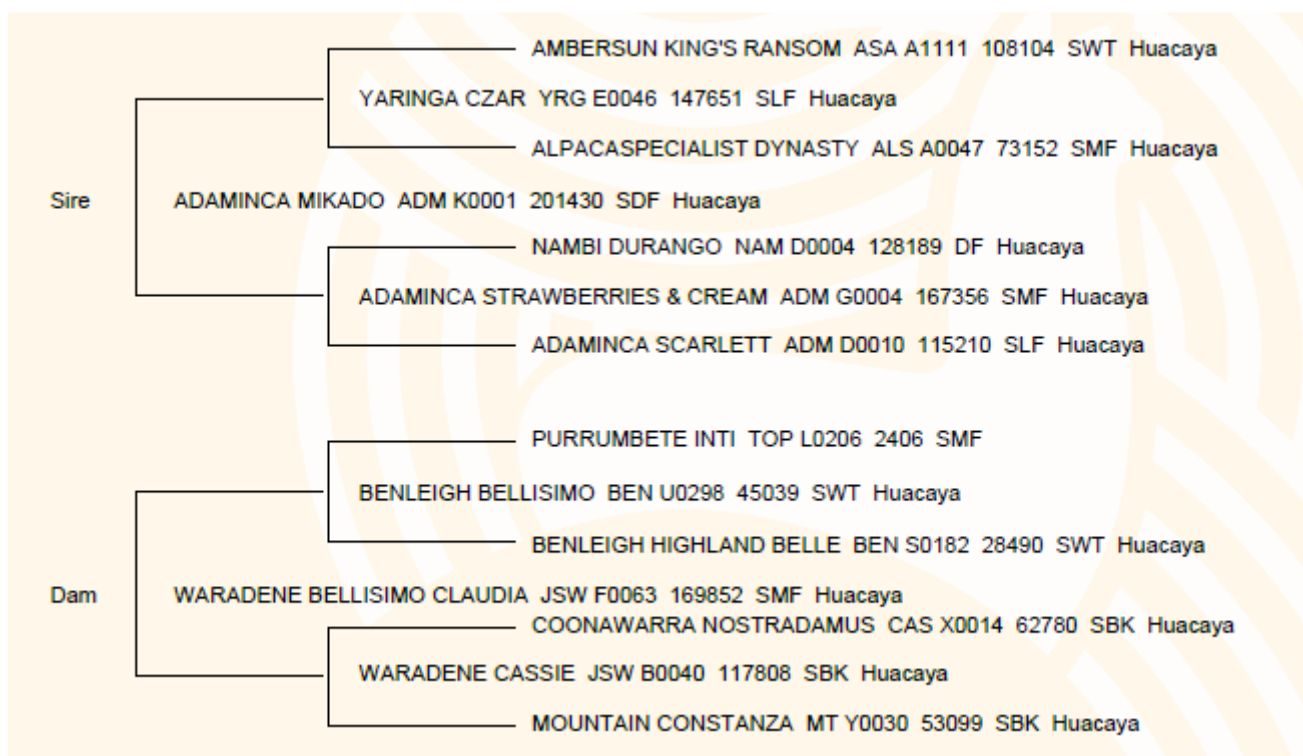 AMBERSUN KING'S RANSOM ASA A1111 108104 SWT Huacaya
YARINGA CZAR YRG E0046 147651 SLF Huacaya
ALPACASPECIALIST DYNASTY ALS A0047 73152 SMF Huacaya
Sire ADAMINCA MIKADO ADM K0001 201430 SDF Huacaya
NAMBI DURANGO NAM D0004 128189 DF Huacaya
ADAMINCA STRAWBERRIES & CREAM ADM G0004 167356 SMF Huacaya
ADAMINCA SCARLETT ADM D0010 115210 SLF Huacaya
PURRUMBETE INTI TOP L0206 2406 SMF
BENLEIGH BELLISIMO BEN U0298 45039 SWT Huacaya
BENLEIGH HIGHLAND BELLE BEN S0182 28490 SWT Huacaya
Dam WARADENE BELLISIMO CLAUDIA JSW F0063 169852 SMF Huacaya
COONAWARRA NOSTRADAMUS CAS X0014 62780 SBK Huacaya
WARADENE CASSIE JSW B0040 117808 SBK Huacaya
MOUNTAIN CONSTANZA MT Y0030 53099 SBK Huacaya